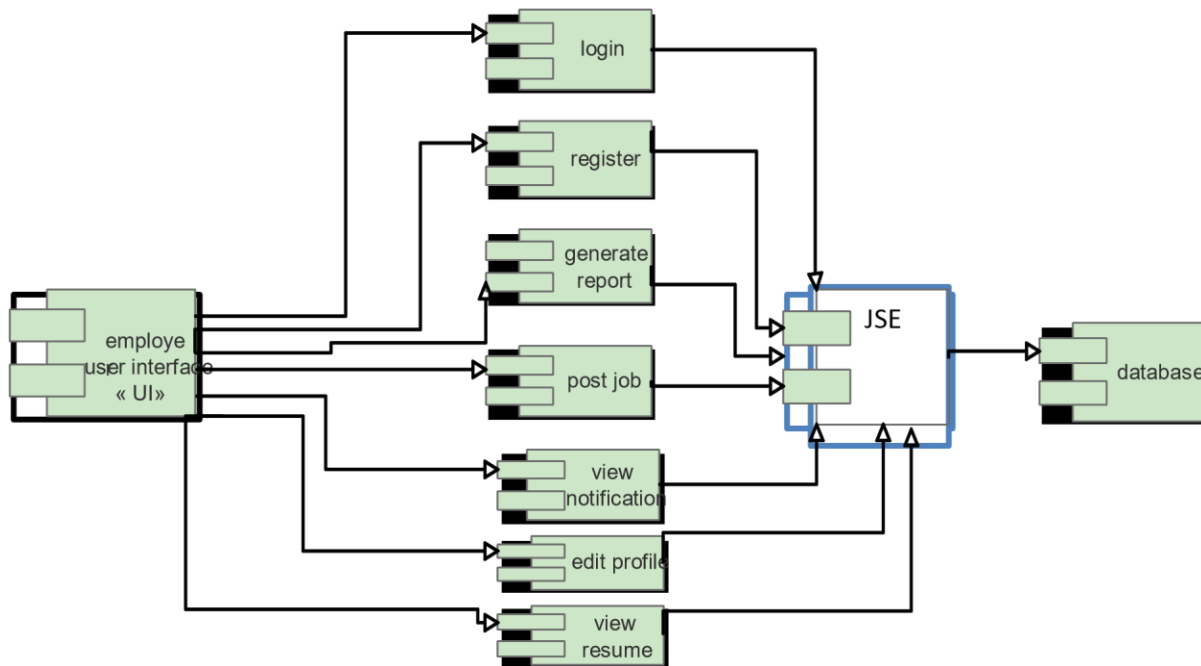 login
register
generate
report
employe
user interface
« UI»
post job
view
notification
edit profile
view
resume
JSE
database